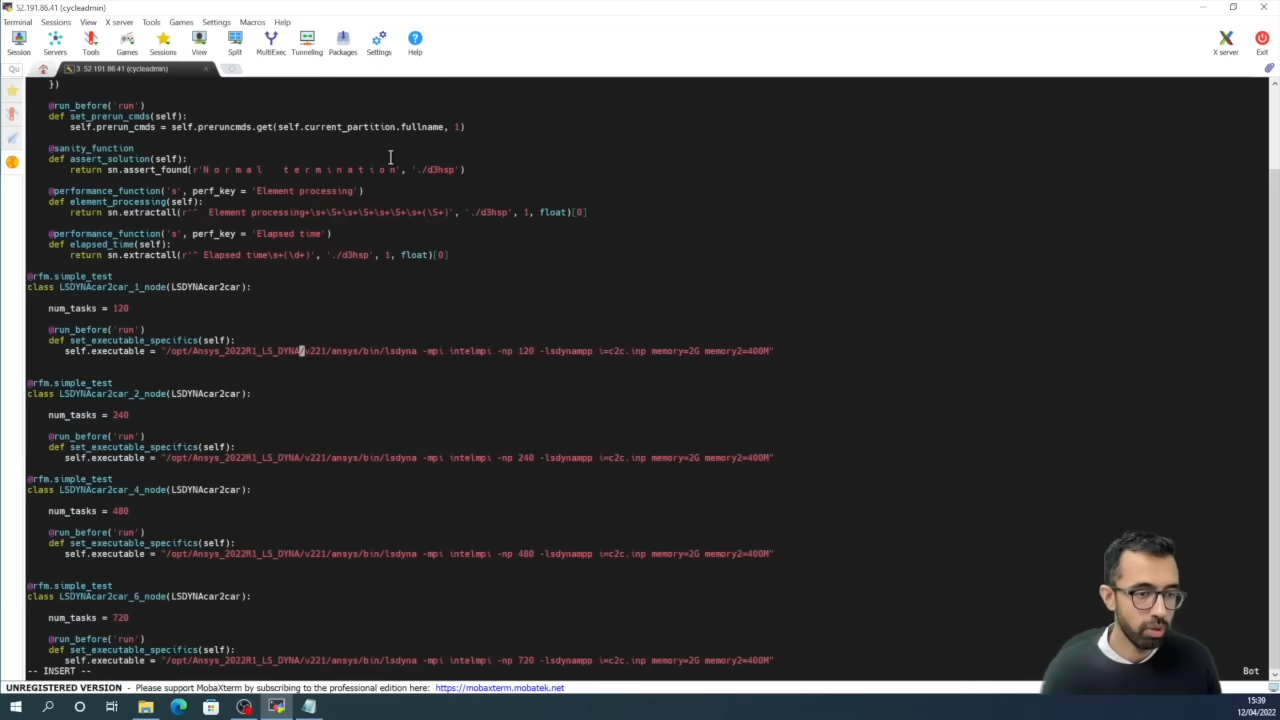 52.191.86.41 (cycleadmin)
Terminal Sessions View X server Tools Games Settings Macros Help
Session Servers Tools Games Sessions View Split MultiExec Tunneling Packages Settings Help X server Exit
Qu 3. 52.191.86.41 (cycleadmin)
})
@run_before('run')
def set_prerun_cmds(self):
self.prerun_cmds = self.preruncmds.get(self.current_partition.fullname, 1)
@sanity_function
def assert_solution(self):
return sn.assert_found(r'N o r m a l    t e r m i n a t i o n', './d3hsp')
@performance_function('s', perf_key = 'Element processing')
def element_processing(self):
return sn.extractall(r'^  Element processing+\s+\S+\s+\S+\s+\S+\s+(\S+)', './d3hsp', 1, float)[0]
@performance_function('s', perf_key = 'Elapsed time')
def elapsed_time(self):
return sn.extractall(r'^ Elapsed time\s+(\d+)', './d3hsp', 1, float)[0]
@rfm.simple_test
class LSDYNAcar2car_1_node(LSDYNAcar2car):
num_tasks = 120
@run_before('run')
def set_executable_specifics(self):
self.executable = "/opt/Ansys_2022R1_LS_DYNA/v221/ansys/bin/lsdyna -mpi intelmpi -np 120 -lsdynampp i=c2c.inp memory=2G memory2=400M"
@rfm.simple_test
class LSDYNAcar2car_2_node(LSDYNAcar2car):
num_tasks = 240
@run_before('run')
def set_executable_specifics(self):
self.executable = "/opt/Ansys_2022R1_LS_DYNA/v221/ansys/bin/lsdyna -mpi intelmpi -np 240 -lsdynampp i=c2c.inp memory=2G memory2=400M"
@rfm.simple_test
class LSDYNAcar2car_4_node(LSDYNAcar2car):
num_tasks = 480
@run_before('run')
def set_executable_specifics(self):
self.executable = "/opt/Ansys_2022R1_LS_DYNA/v221/ansys/bin/lsdyna -mpi intelmpi -np 480 -lsdynampp i=c2c.inp memory=2G memory2=400M"
@rfm.simple_test
class LSDYNAcar2car_6_node(LSDYNAcar2car):
num_tasks = 720
@run_before('run')
def set_executable_specifics(self):
self.executable = "/opt/Ansys_2022R1_LS_DYNA/v221/ansys/bin/lsdyna -mpi intelmpi -np 720 -lsdynampp i=c2c.inp memory=2G memory2=400M"
-- INSERT -- Bot
UNREGISTERED VERSION - Please support MobaXterm by subscribing to the professional edition here: https://mobaxterm.mobatek.net
15:39
12/04/2022